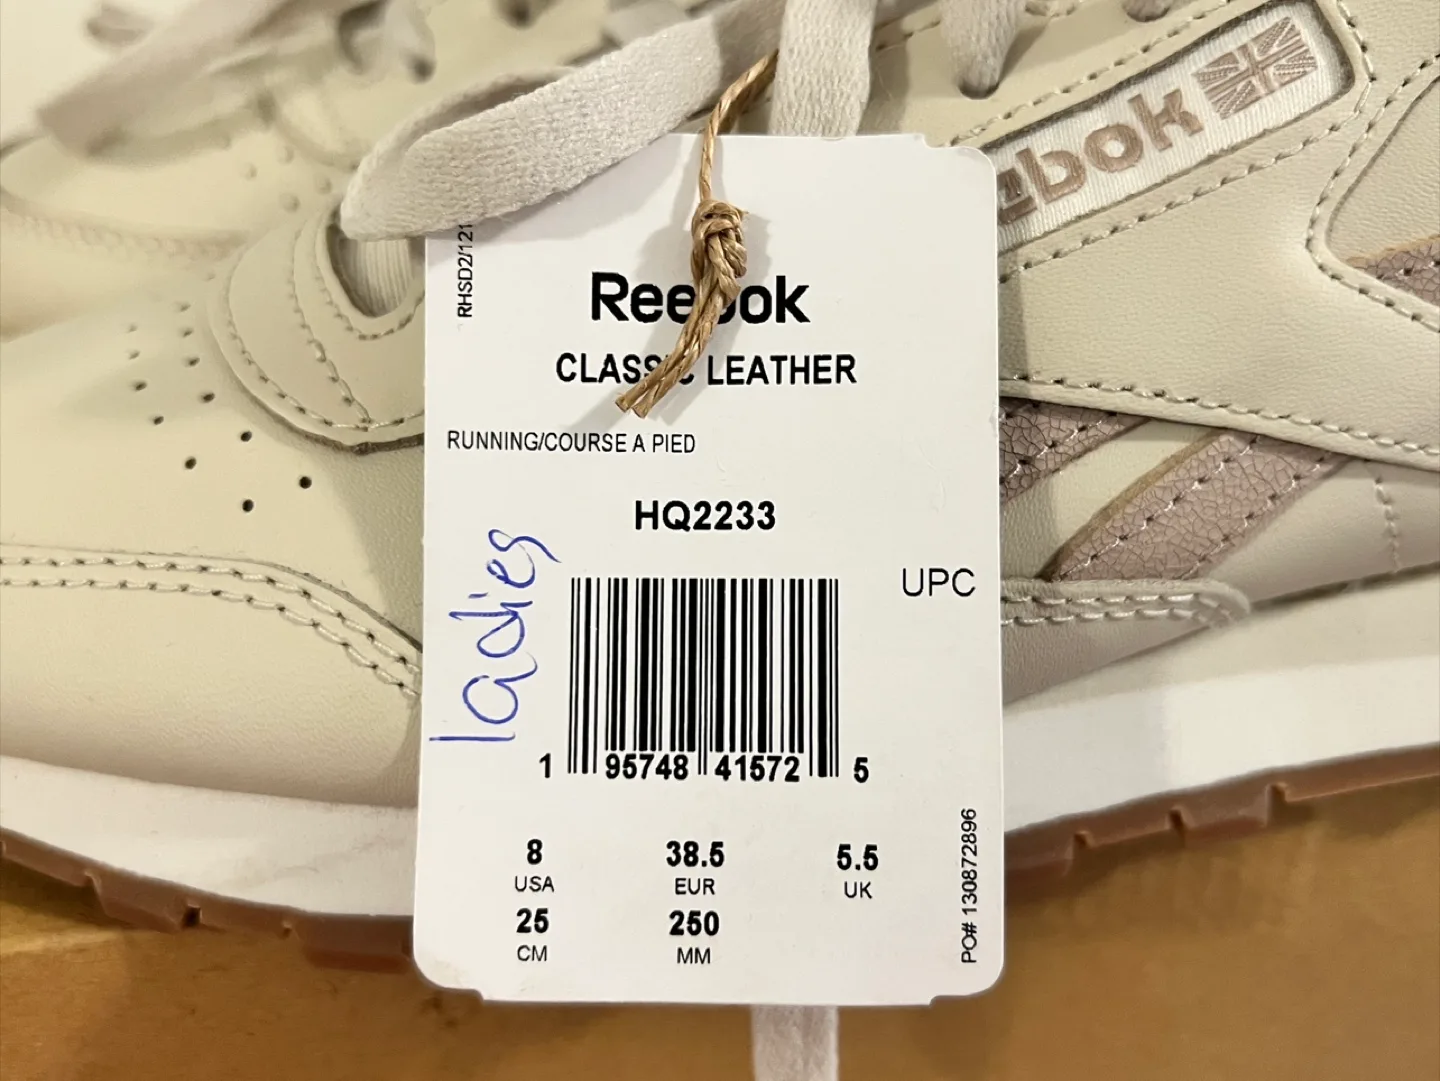 ebok
RHSD2/121
Reebok
CLASSIC LEATHER
RUNNING/COURSE A PIED
HQ2233
ladies
UPC
1 95748 41572 5
8 38.5 5.5
USA EUR UK
25 250
CM MM
PO# 130872896